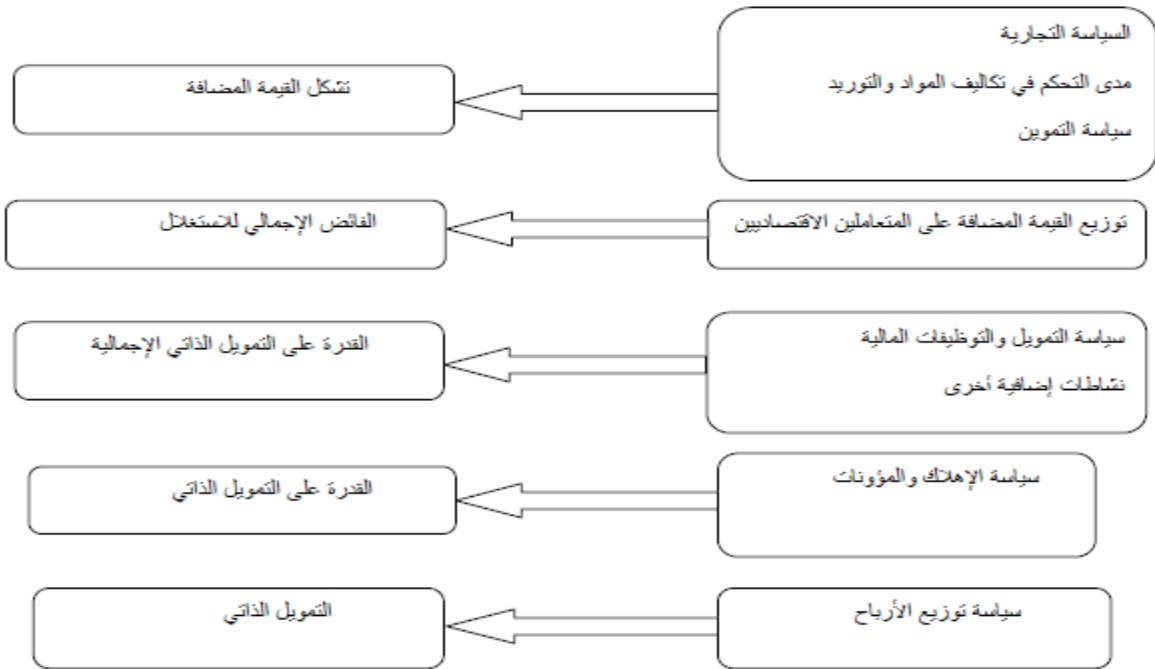 السياسة التجارية
مدى التحكم في تكاليف المواد والتوريد
سياسة التموين
تشكل القيمة المضافة
توزيع القيمة المضافة على المتعاملين الاقتصاديين
الفائض الإجمالي للاستغلال
سياسة التمويل والتوظيفات المالية
نشاطات إضافية أخرى
القدرة على التمويل الذاتي الإجمالية
سياسة الإهلاك والمؤونات
القدرة على التمويل الذاتي
سياسة توزيع الأرباح
التمويل الذاتي